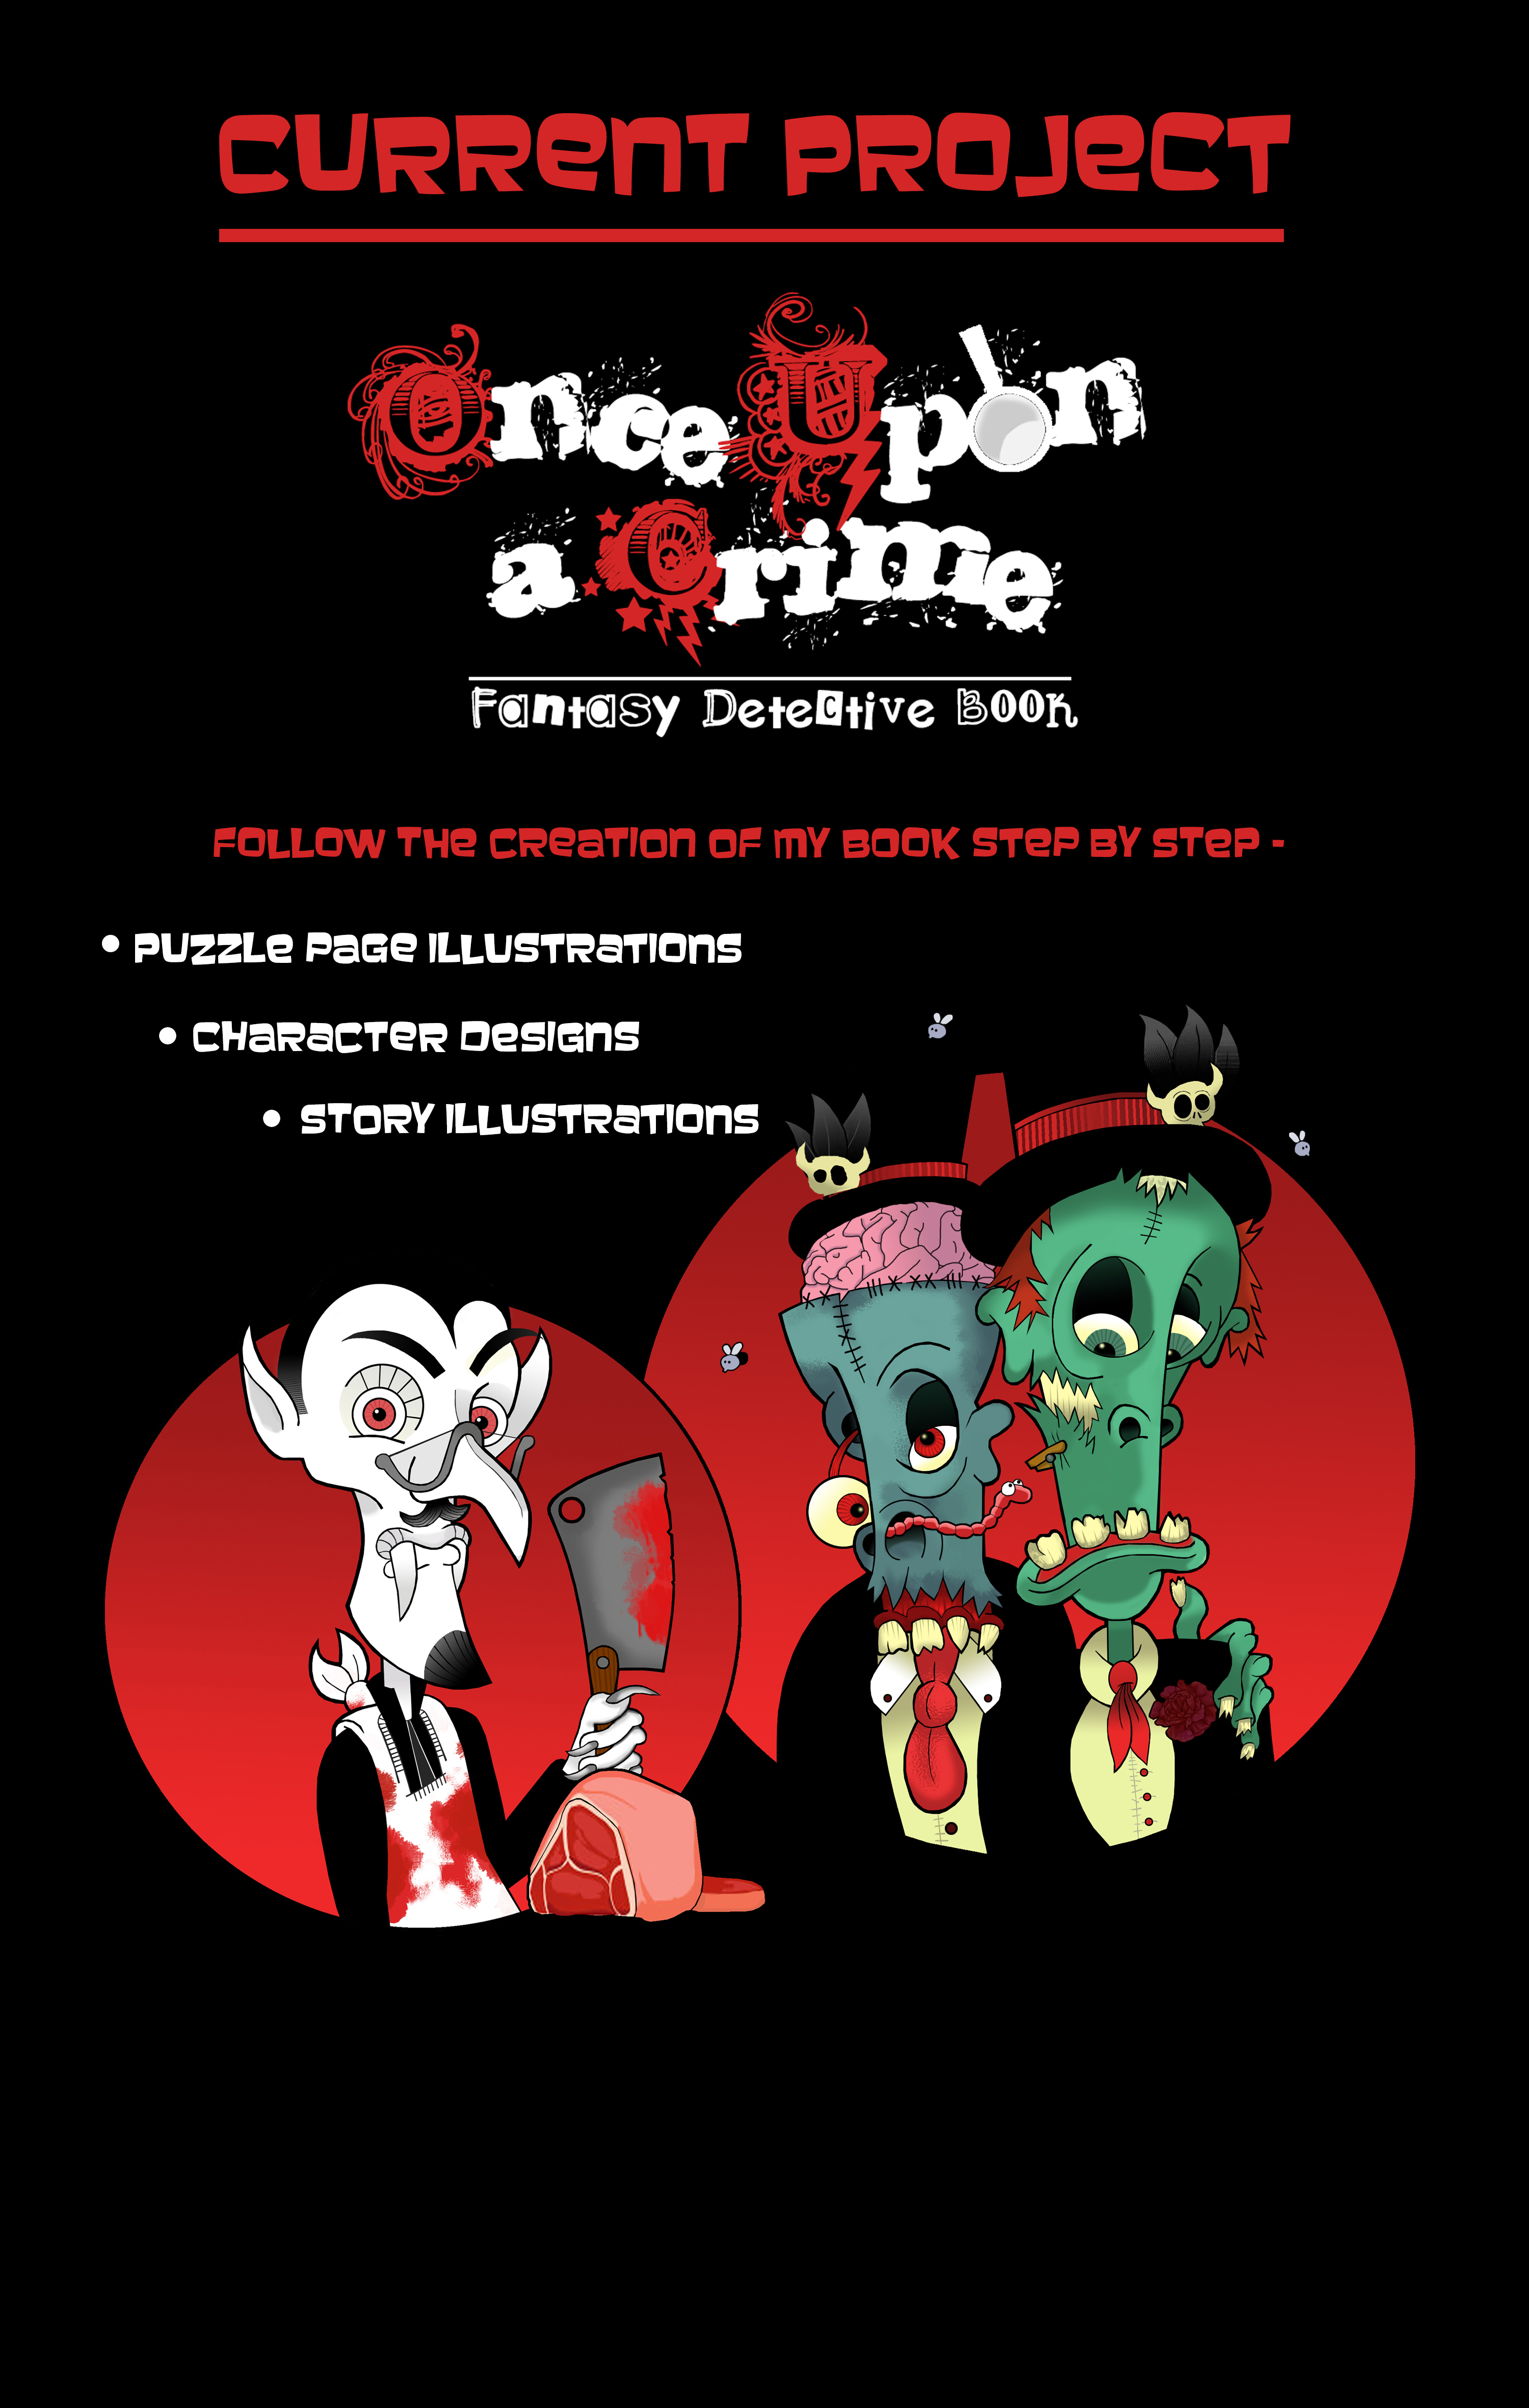 CURRENT PROJECT
Once Upon
a Crime
Fantasy Detective Book
FOLLOW THE CREATION OF MY BOOK STEP BY STEP -
• PUZZLE PAGE ILLUSTRATIONS
• CHARACTER DESIGNS
• STORY ILLUSTRATIONS